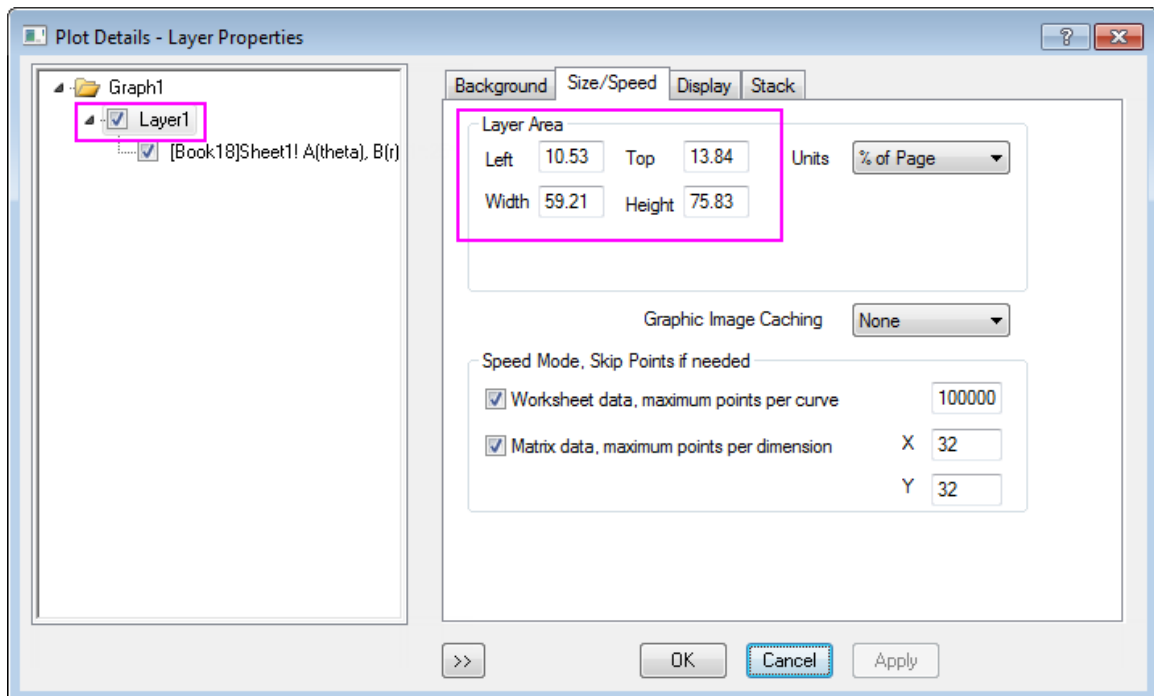 Plot Details - Layer Properties
Graph1
Layer1
[Book18]Sheet1! A(theta), B(r)
Background Size/Speed Display Stack
Layer Area
Left 10.53 Top 13.84 Units % of Page
Width 59.21 Height 75.83
Graphic Image Caching None
Speed Mode, Skip Points if needed
Worksheet data, maximum points per curve 100000
Matrix data, maximum points per dimension X 32
Y 32
>> OK Cancel Apply